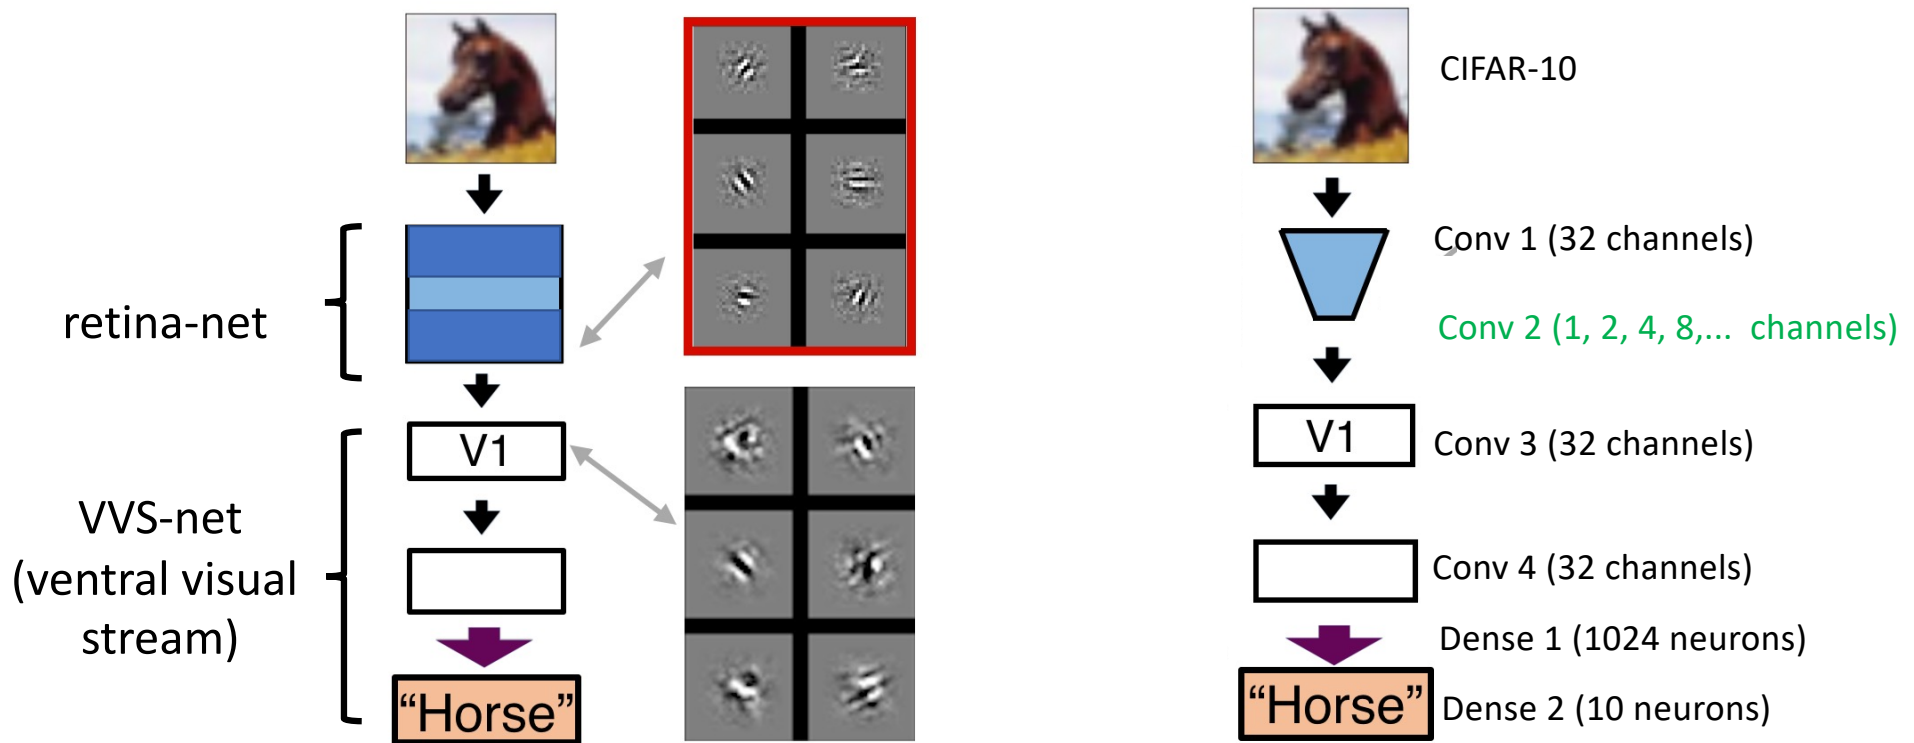 retina-net
V1
VVS-net
(ventral visual
stream)
“Horse”
CIFAR-10
Conv 1 (32 channels)
Conv 2 (1, 2, 4, 8,... channels)
V1
Conv 3 (32 channels)
Conv 4 (32 channels)
Dense 1 (1024 neurons)
“Horse”
Dense 2 (10 neurons)